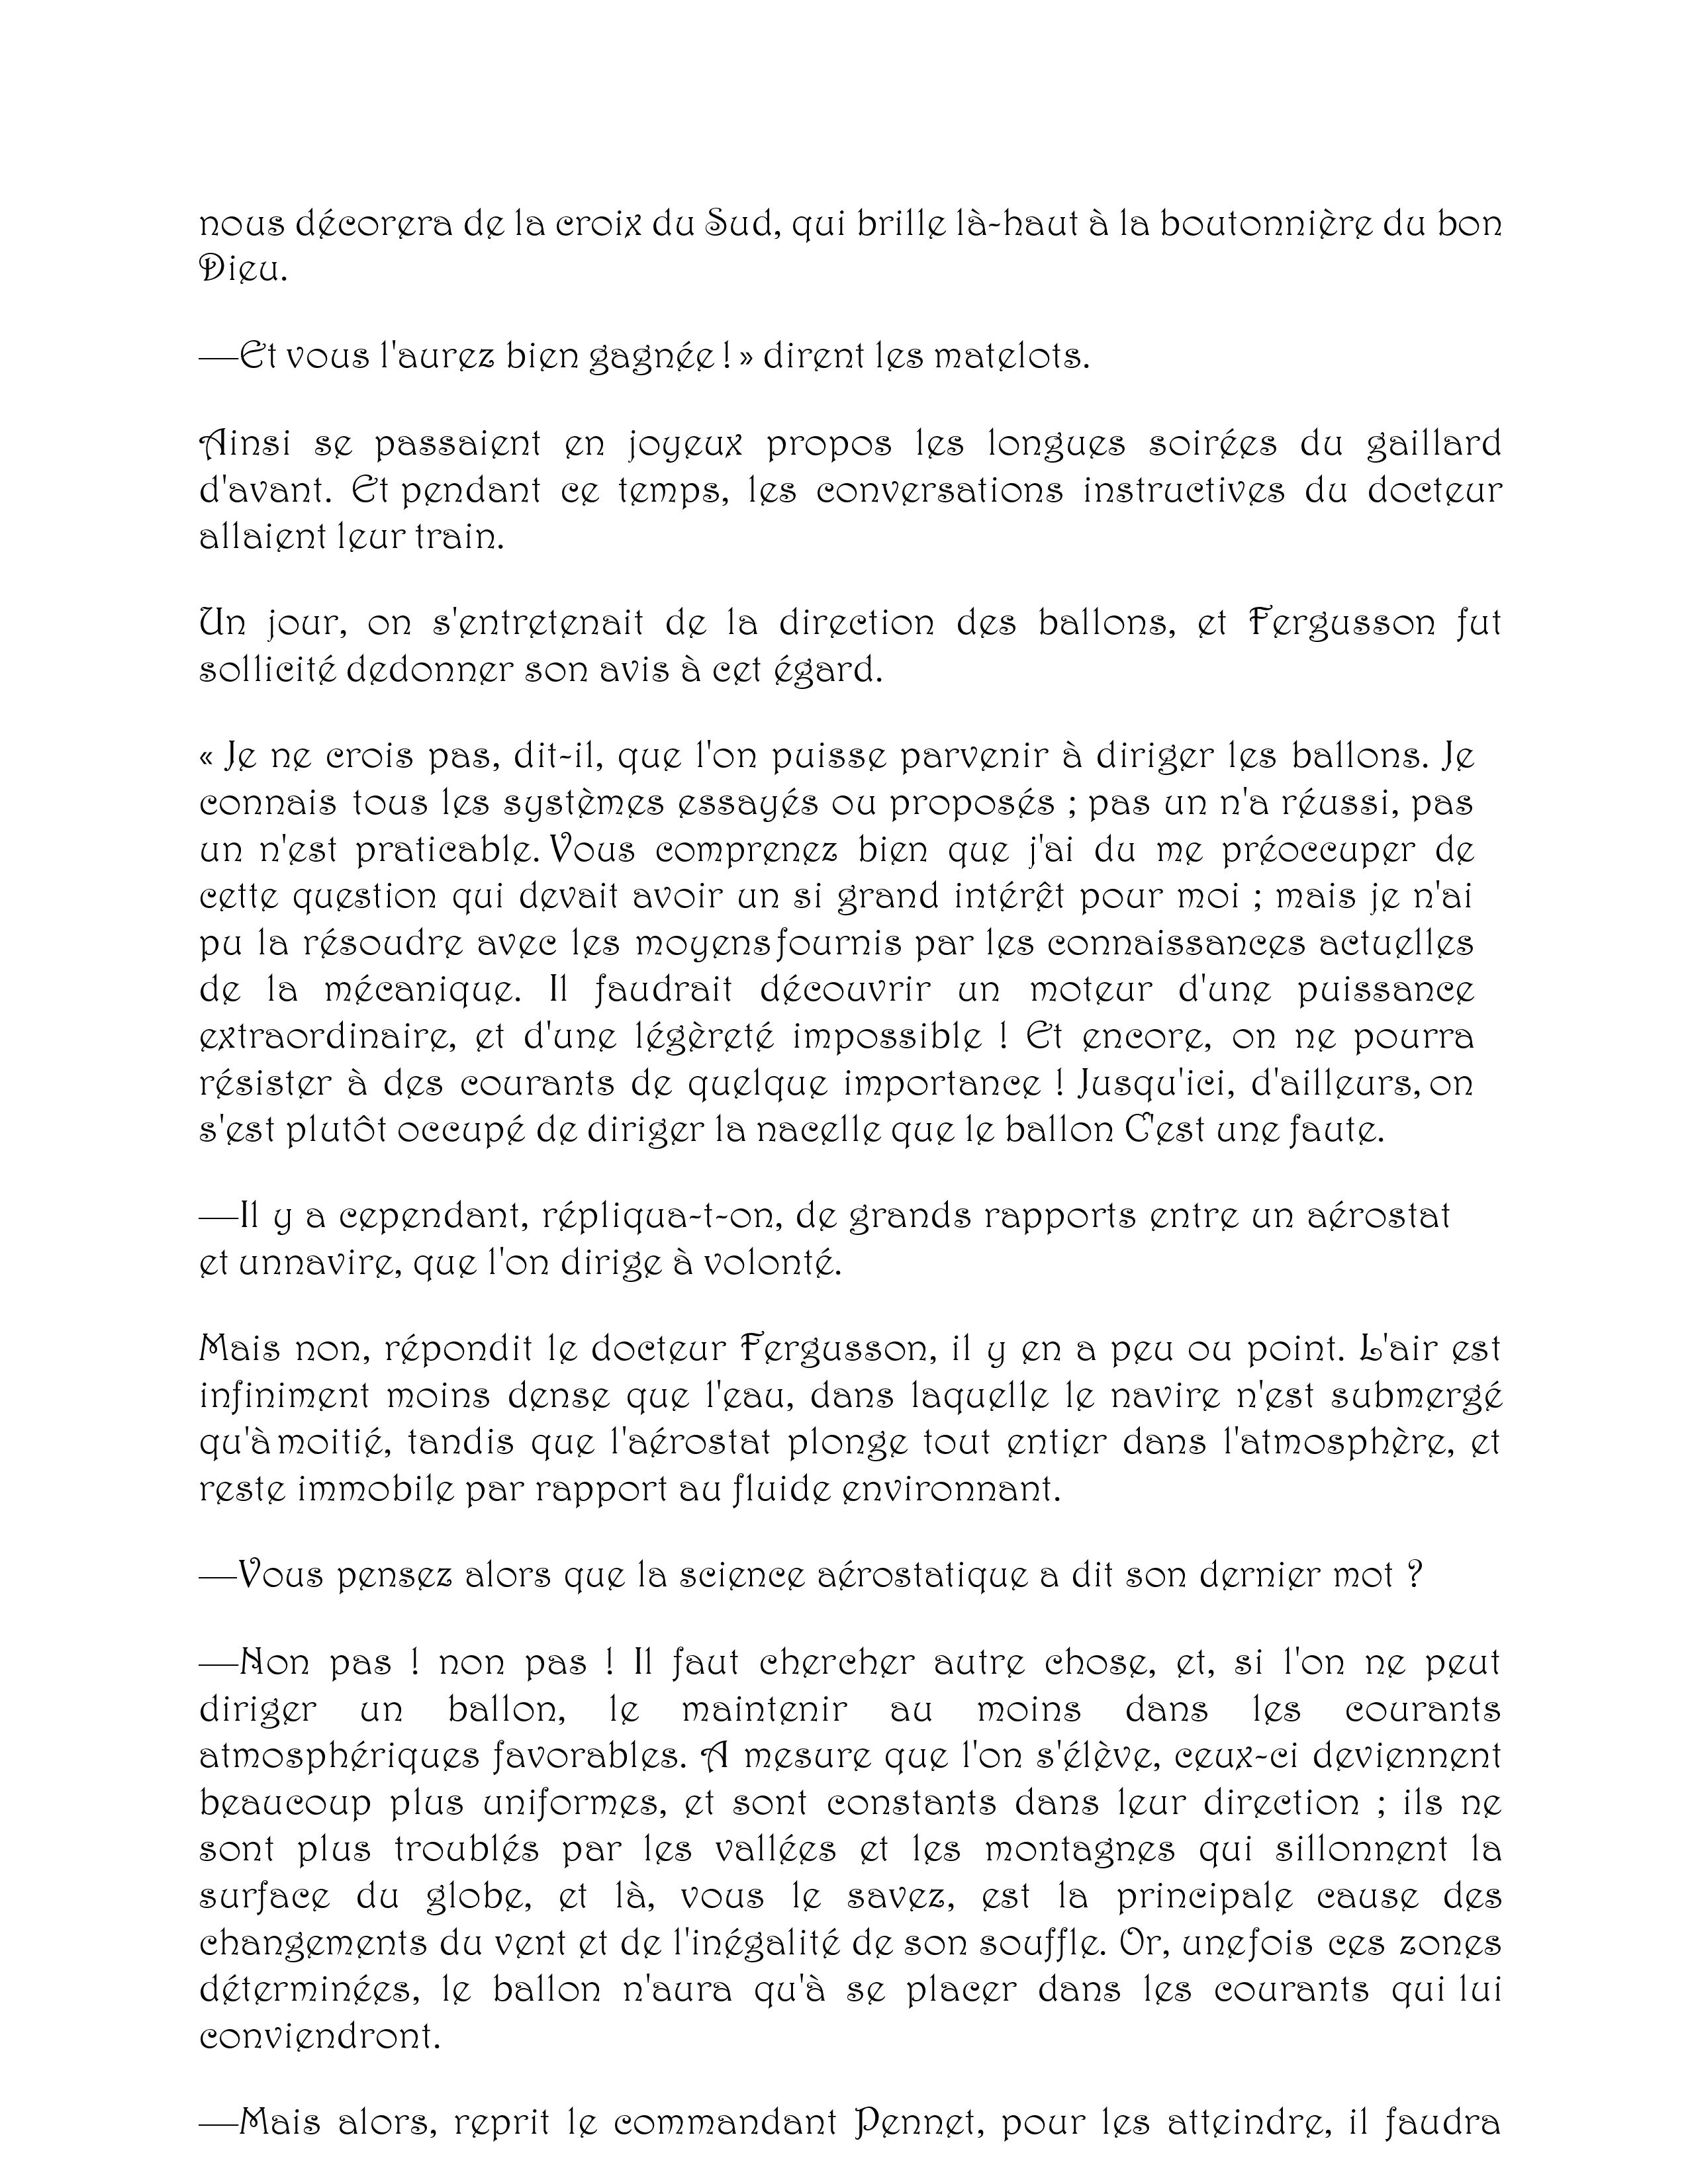 nous décorera de la croix du Sud, qui brille là-haut à la boutonnière du bon
Dieu.
—Et vous l'aurez bien gagnée ! » dirent les matelots.
Ainsi se passaient en joyeux propos les longues soirées du gaillard
d'avant. Et pendant ce temps, les conversations instructives du docteur
allaient leur train.
Un jour, on s'entretenait de la direction des ballons, et Fergusson fut
sollicité dedonner son avis à cet égard.
« Je ne crois pas, dit-il, que l'on puisse parvenir à diriger les ballons. Je
connais tous les systèmes essayés ou proposés ; pas un n'a réussi, pas
un n'est praticable. Vous comprenez bien que j'ai du me préoccuper de
cette question qui devait avoir un si grand intérêt pour moi ; mais je n'ai
pu la résoudre avec les moyensfournis par les connaissances actuelles
de la mécanique. Il faudrait découvrir un moteur d'une puissance
extraordinaire, et d'une légèreté impossible ! Et encore, on ne pourra
résister à des courants de quelque importance ! Jusqu'ici, d'ailleurs, on
s'est plutôt occupé de diriger la nacelle que le ballon C'est une faute.
—Il y a cependant, répliqua-t-on, de grands rapports entre un aérostat
et unnavire, que l'on dirige à volonté.
Mais non, répondit le docteur Fergusson, il y en a peu ou point. L'air est
infiniment moins dense que l'eau, dans laquelle le navire n'est submergé
qu'à moitié, tandis que l'aérostat plonge tout entier dans l'atmosphère, et
reste immobile par rapport au fluide environnant.
—Vous pensez alors que la science aérostatique a dit son dernier mot ?
—Non pas ! non pas ! Il faut chercher autre chose, et, si l'on ne peut
diriger un ballon, le maintenir au moins dans les courants
atmosphériques favorables. A mesure que l'on s'élève, ceux-ci deviennent
beaucoup plus uniformes, et sont constants dans leur direction ; ils ne
sont plus troublés par les vallées et les montagnes qui sillonnent la
surface du globe, et là, vous le savez, est la principale cause des
changements du vent et de l'inégalité de son souffle. Or, unefois ces zones
déterminées, le ballon n'aura qu'à se placer dans les courants qui lui
conviendront.
—Mais alors, reprit le commandant Pennet, pour les atteindre, il faudra